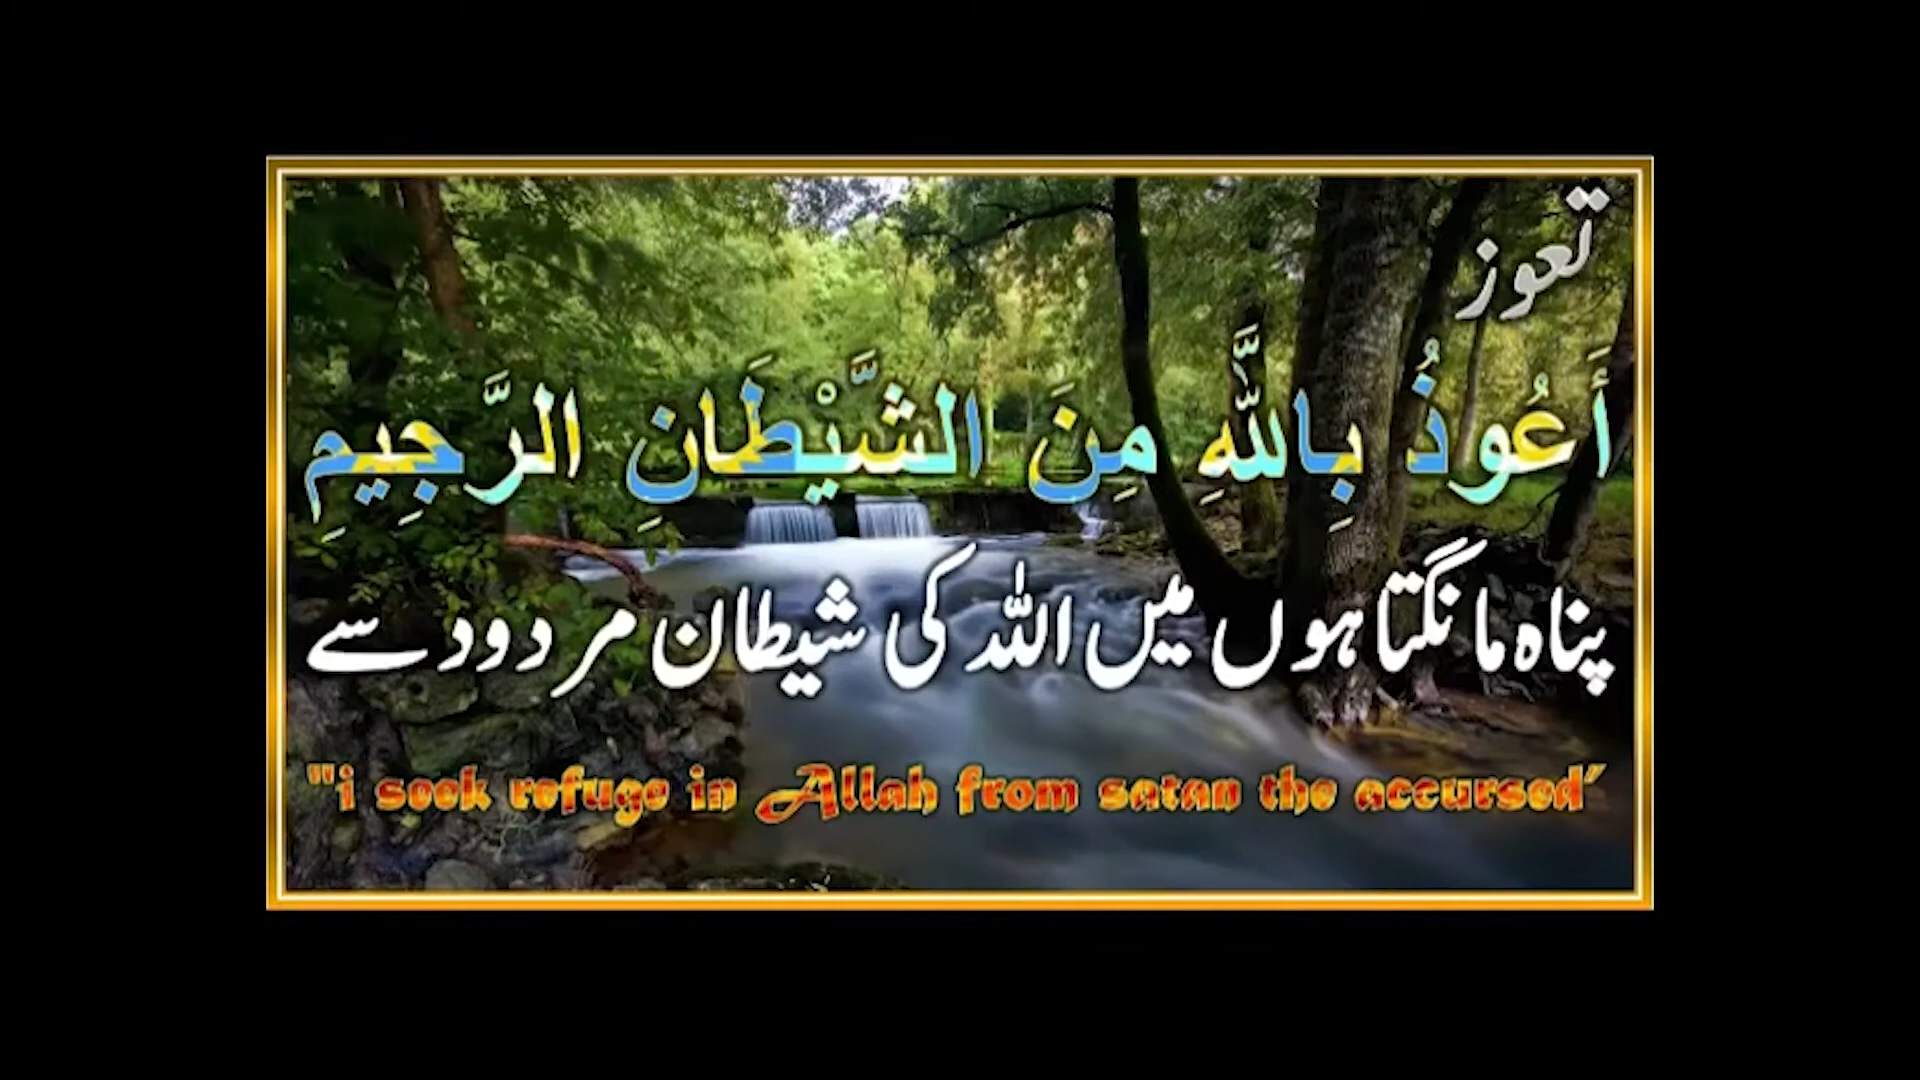 تعوز
أَعُوذُ بِاللَّهِ مِنَ الشَّيْطَانِ الرَّجِيمِ
پناہ مانگتا ہوں میں اللہ کی شیطان مردود سے
"i seek refuge in Allah from satan the accursed"